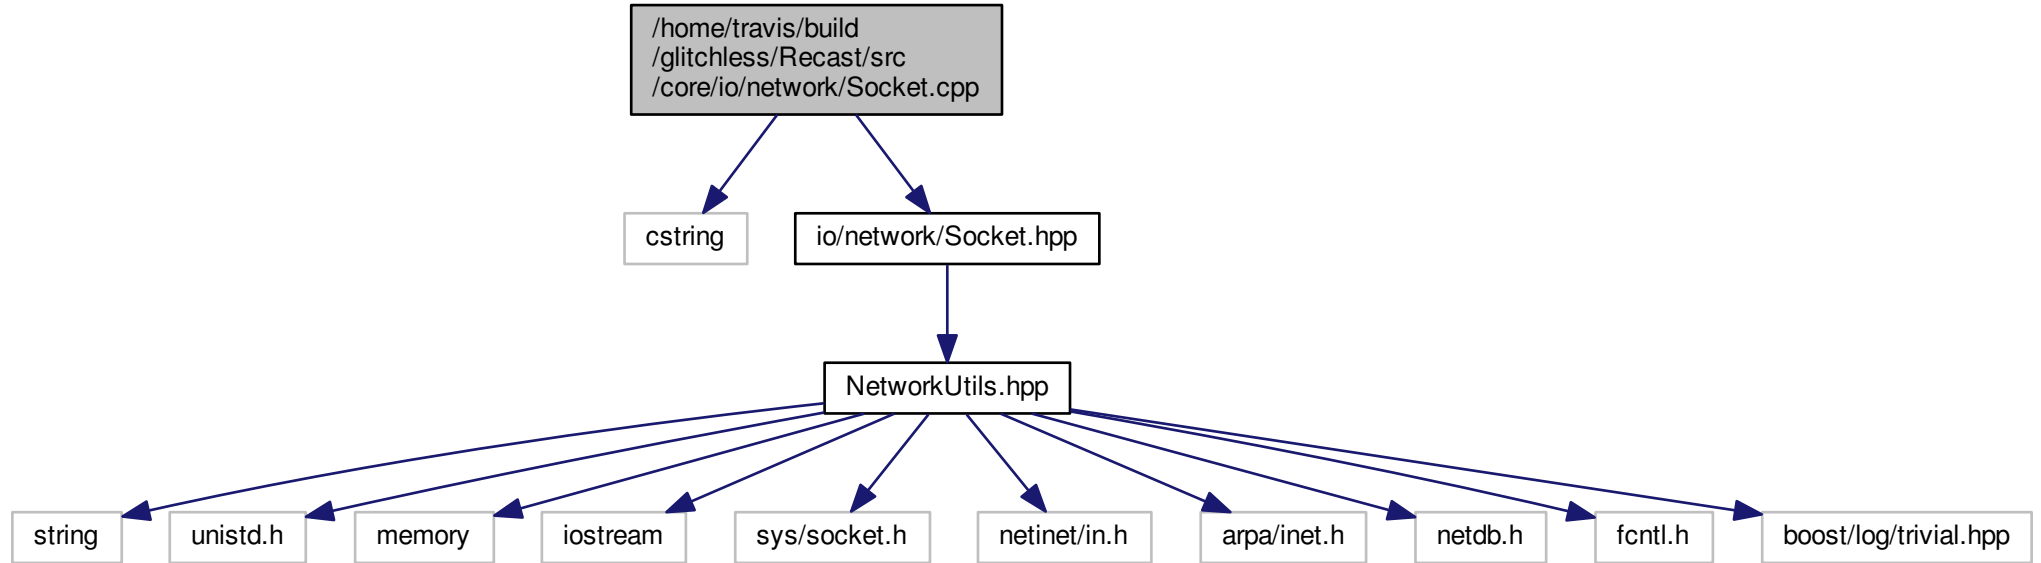 /home/travis/build
/glitchless/Recast/src
/core/io/network/Socket.cpp
cstring
io/network/Socket.hpp
NetworkUtils.hpp
string
unistd.h
memory
iostream
sys/socket.h
netinet/in.h
arpa/inet.h
netdb.h
fcntl.h
boost/log/trivial.hpp